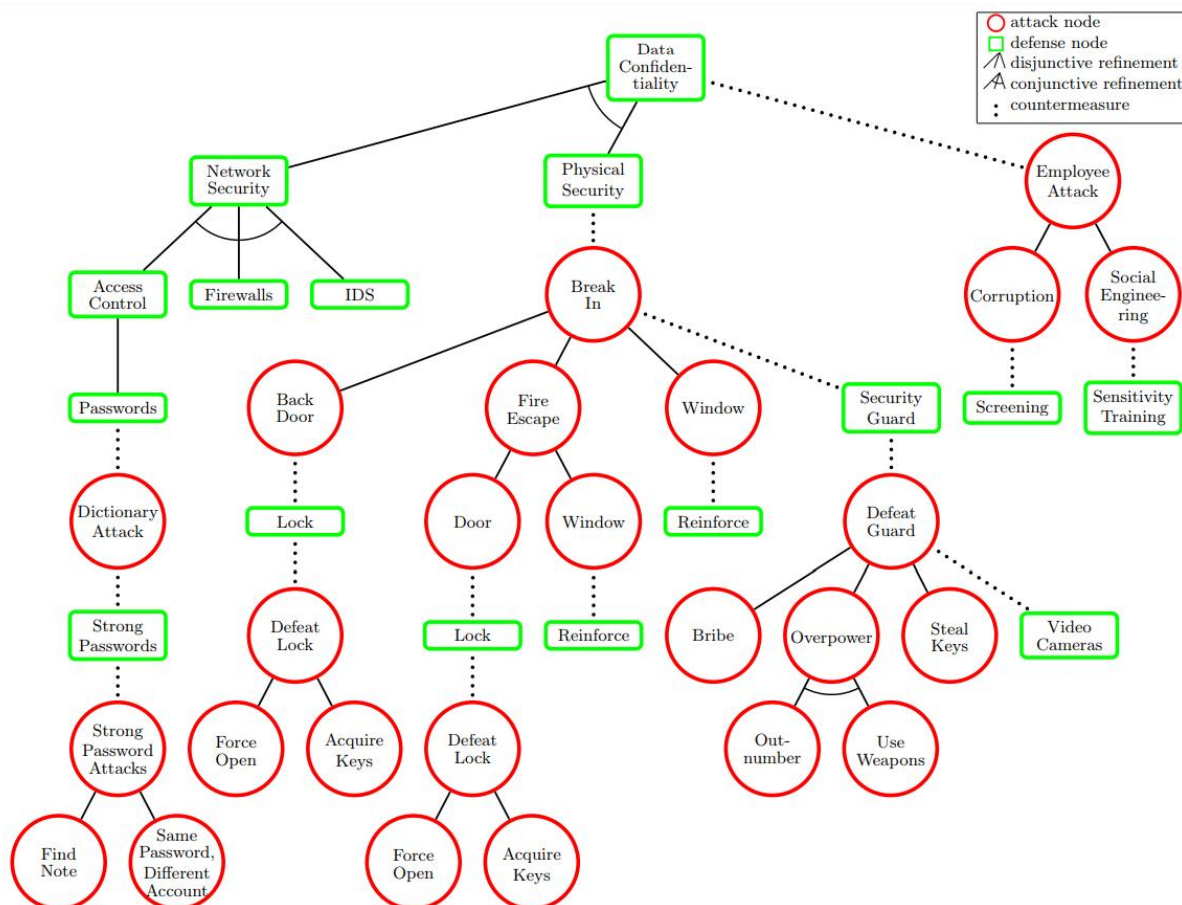 attack node
defense node
disjunctive refinement
conjunctive refinement
countermeasure
Data
Confiden-
tiality
Network
Security
Physical
Security
Employee
Attack
Access
Control
Firewalls
IDS
Break
In
Corruption
Social
Enginee-
ring
Passwords
Back
Door
Fire
Escape
Window
Security
Guard
Screening
Sensitivity
Training
Dictionary
Attack
Lock
Door
Window
Reinforce
Defeat
Guard
Strong
Passwords
Defeat
Lock
Lock
Reinforce
Bribe
Overpower
Steal
Keys
Video
Cameras
Strong
Password
Attacks
Force
Open
Acquire
Keys
Defeat
Lock
Out-
number
Use
Weapons
Find
Note
Same
Password,
Different
Account
Force
Open
Acquire
Keys